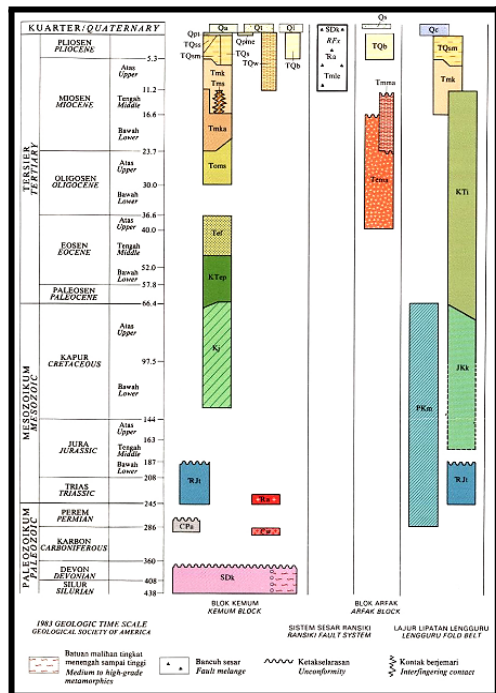 KUARTER/QUATERNARY
PLIOSEN
PLIOCENE
5.3
MIOSEN
MIOCENE
Atas
Upper
11.2
Tengah
Middle
16.6
Bawah
Lower
23.7
TERSIER
TERTIARY
OLIGOSEN
OLIGOCENE
Atas
Upper
30.0
Bawah
Lower
36.6
Atas
Upper
40.0
EOSEN
EOCENE
Tengah
Middle
52.0
Bawah
Lower
57.8
PALEOSEN
PALEOCENE
66.4
MESOZOIKUM
MESOZOIC
KAPUR
CRETACEOUS
Atas
Upper
97.5
Bawah
Lower
144
JURA
JURASSIC
Atas
Upper
163
Tengah
Middle
187
Bawah
Lower
208
TRIAS
TRIASSIC
245
PALEOZOIKUM
PALEOZOIC
PEREM
PERMIAN
286
KARBON
CARBONIFEROUS
360
DEVON
DEVONIAN
408
SILUR
SILURIAN
438
Qa
Qt
Ql
Qps
TQss
TQsm
Qpinc
TQs
TQw
TQb
Tmk
Tms
Tmka
Toms
Tef
KTep
Kj
TRJt
CPa
SDk
SDk
RFx
Tmle
Qs
TQb
Tmma
Tema
Qc
TQsm
Tmk
KTi
JKk
PKm
TRJt
BLOK KEMUM
KEMUM BLOCK
SISTEM SESAR RANSIKI
RANSIKI FAULT SYSTEM
BLOK ARFAK
ARFAK BLOCK
LAJUR LIPATAN LENGGURU
LENGGURU FOLD BELT
1983 GEOLOGIC TIME SCALE
GEOLOGICAL SOCIETY OF AMERICA
Batuan malihan tingkat
menengah sampai tinggi
Medium to high-grade
metamorphics
Bancuh sesar
Fault melange
Ketakselarasan
Unconformity
Kontak berjemari
Interfingering contact